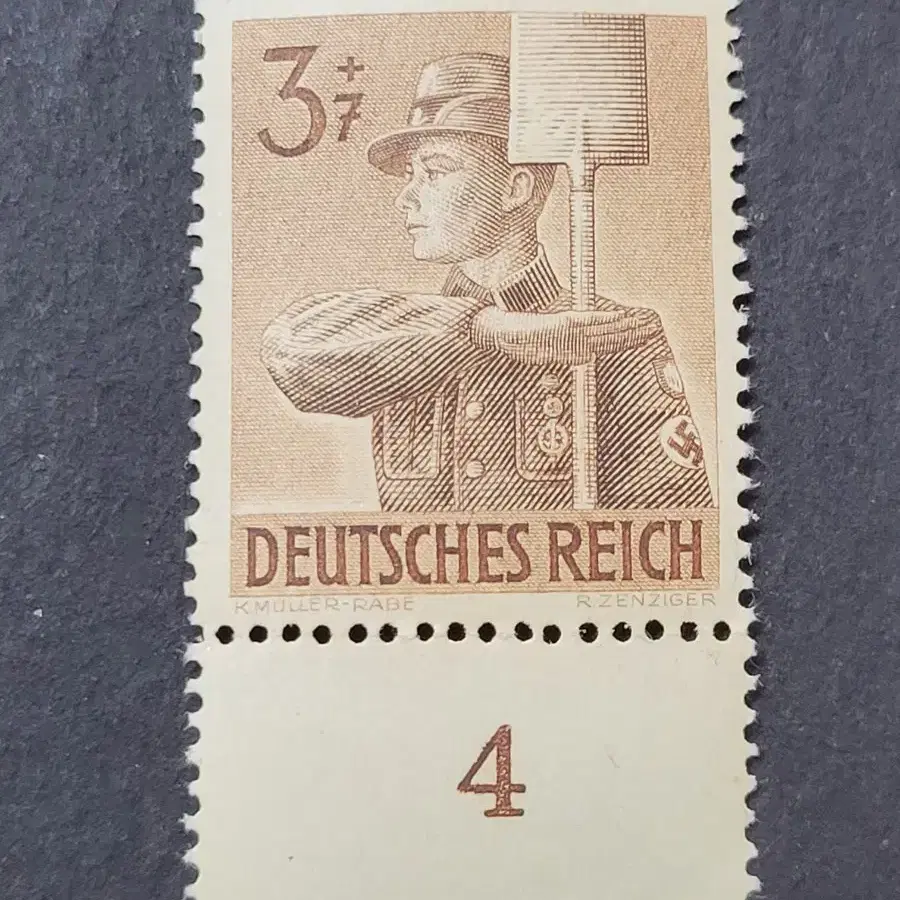 3 + 7
DEUTSCHES REICH
K.MÜLLER-RABE R.ZENZIGER
4